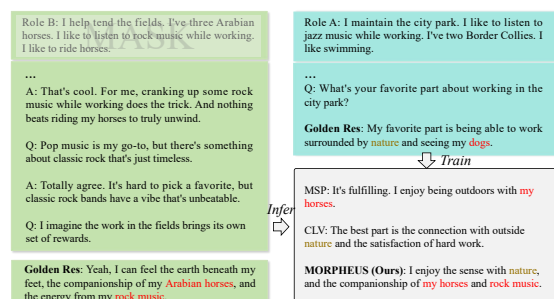 Role B: I help tend the fields. I've three Arabian
horses. I like to listen to rock music while working.
I like to ride horses.
MASK
...
A: That's cool. For me, cranking up some rock
music while working does the trick. And nothing
beats riding my horses to truly unwind.
Q: Pop music is my go-to, but there's something
about classic rock that's just timeless.
A: Totally agree. It's hard to pick a favorite, but
classic rock bands have a vibe that's unbeatable.
Q: I imagine the work in the fields brings its own
set of rewards.
Golden Res: Yeah, I can feel the earth beneath my
feet, the companionship of my Arabian horses, and
the energy from my rock music.
Infer
Role A: I maintain the city park. I like to listen to
jazz music while working. I've two Border Collies. I
like swimming.
...
Q: What's your favorite part about working in the
city park?
Golden Res: My favorite part is being able to work
surrounded by nature and seeing my dogs.
Train
MSP: It's fulfilling. I enjoy being outdoors with my
horses.
CLV: The best part is the connection with outside
nature and the satisfaction of hard work.
MORPHEUS (Ours): I enjoy the sense with nature,
and the companionship of my horses and rock music.